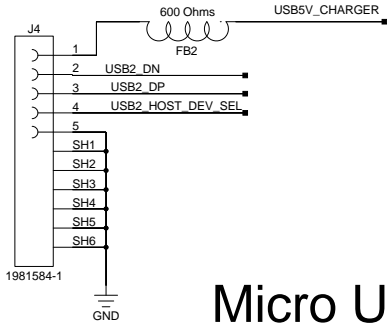 600 Ohms
USB5V_CHARGER
J4
FB2
1
2 USB2_DN
3 USB2_DP
4 USB2_HOST_DEV_SEL
5
SH1
SH2
SH3
SH4
SH5
SH6
1981584-1
GND
Micro U